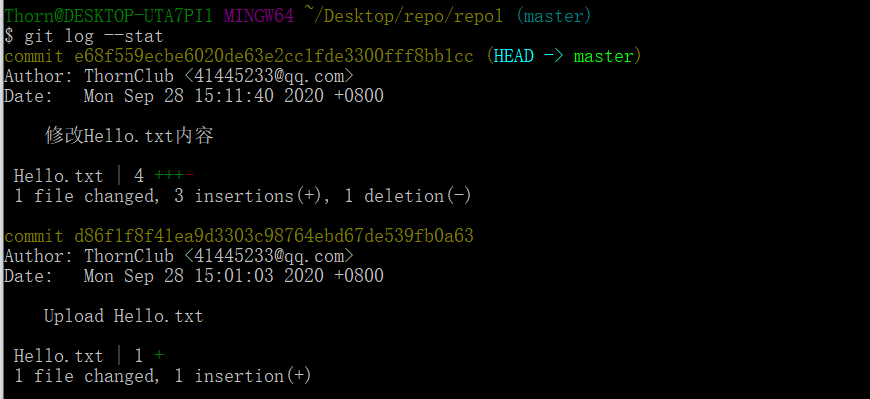 Thorn@DESKTOP-UTA7PI1 MINGW64 ~/Desktop/repo/repo1 (master)
$ git log --stat
commit e68f559ecbe6020de63e2cc1fde3300fff8bb1cc (HEAD -> master)
Author: ThornClub <41445233@qq.com>
Date:   Mon Sep 28 15:11:40 2020 +0800
修改Hello.txt内容
Hello.txt | 4 +++-
1 file changed, 3 insertions(+), 1 deletion(-)
commit d86f1f8f41ea9d3303c98764ebd67de539fb0a63
Author: ThornClub <41445233@qq.com>
Date:   Mon Sep 28 15:01:03 2020 +0800
Upload Hello.txt
Hello.txt | 1 +
1 file changed, 1 insertion(+)